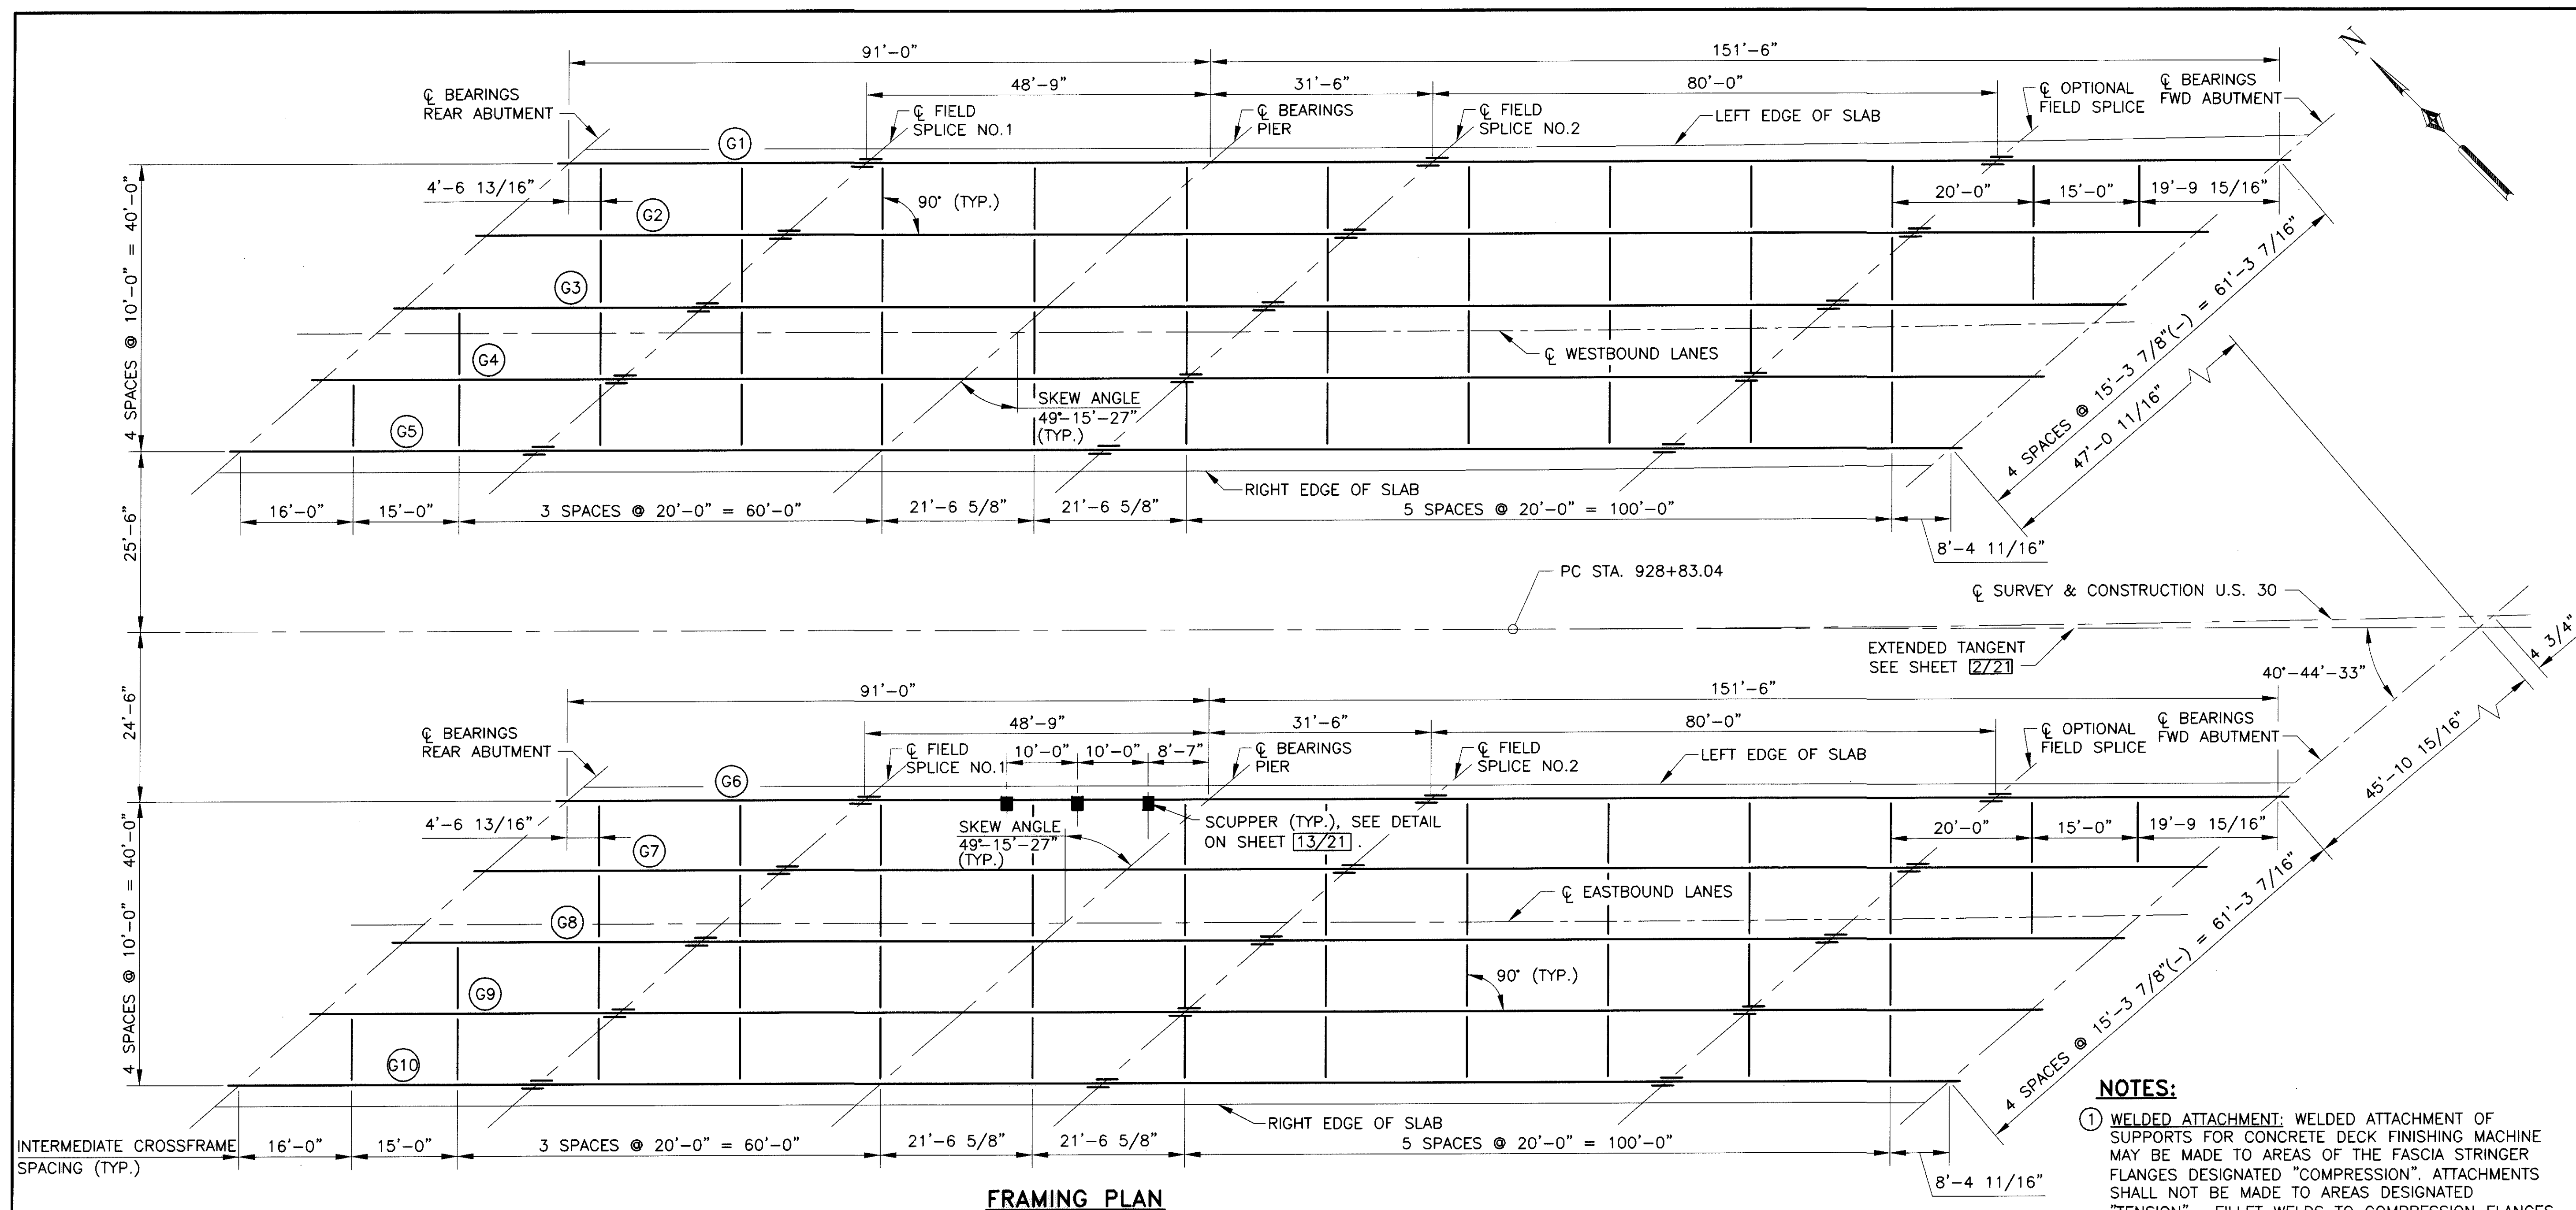 91'-0"
151'-6"
N
48'-9"
31'-6"
80'-0"
℄ BEARINGS
REAR ABUTMENT
℄ FIELD
SPLICE NO.1
℄ BEARINGS
PIER
℄ FIELD
SPLICE NO.2
LEFT EDGE OF SLAB
℄ OPTIONAL
FIELD SPLICE
℄ BEARINGS
FWD ABUTMENT
G1
4'-6 13/16"
90° (TYP.)
20'-0"
15'-0"
19'-9 15/16"
G2
4 SPACES @ 10'-0" = 40'-0"
G3
℄ WESTBOUND LANES
G4
SKEW ANGLE
49°-15'-27"
(TYP.)
4 SPACES @ 15'-3 7/8"(-) = 61'-3 7/16"
47'-0 11/16"
G5
RIGHT EDGE OF SLAB
16'-0"
15'-0"
3 SPACES @ 20'-0" = 60'-0"
21'-6 5/8"
21'-6 5/8"
5 SPACES @ 20'-0" = 100'-0"
8'-4 11/16"
25'-6"
PC STA. 928+83.04
℄ SURVEY & CONSTRUCTION U.S. 30
EXTENDED TANGENT
SEE SHEET 2/21
4 3/4"
40°-44'-33"
24'-6"
91'-0"
151'-6"
48'-9"
31'-6"
80'-0"
℄ BEARINGS
REAR ABUTMENT
℄ FIELD
SPLICE NO.1
10'-0"
10'-0"
8'-7"
℄ BEARINGS
PIER
℄ FIELD
SPLICE NO.2
LEFT EDGE OF SLAB
℄ OPTIONAL
FIELD SPLICE
℄ BEARINGS
FWD ABUTMENT
45'-10 15/16"
G6
4'-6 13/16"
SKEW ANGLE
49°-15'-27"
(TYP.)
SCUPPER (TYP.), SEE DETAIL
ON SHEET 13/21 .
20'-0"
15'-0"
19'-9 15/16"
G7
4 SPACES @ 10'-0" = 40'-0"
℄ EASTBOUND LANES
G8
90° (TYP.)
G9
4 SPACES @ 15'-3 7/8"(-) = 61'-3 7/16"
G10
RIGHT EDGE OF SLAB
INTERMEDIATE CROSSFRAME
SPACING (TYP.)
16'-0"
15'-0"
3 SPACES @ 20'-0" = 60'-0"
21'-6 5/8"
21'-6 5/8"
5 SPACES @ 20'-0" = 100'-0"
8'-4 11/16"
FRAMING PLAN
NOTES:
1 WELDED ATTACHMENT: WELDED ATTACHMENT OF
SUPPORTS FOR CONCRETE DECK FINISHING MACHINE
MAY BE MADE TO AREAS OF THE FASCIA STRINGER
FLANGES DESIGNATED "COMPRESSION". ATTACHMENTS
SHALL NOT BE MADE TO AREAS DESIGNATED
"TENSION". FILLET WELDS TO COMPRESSION FLANGES